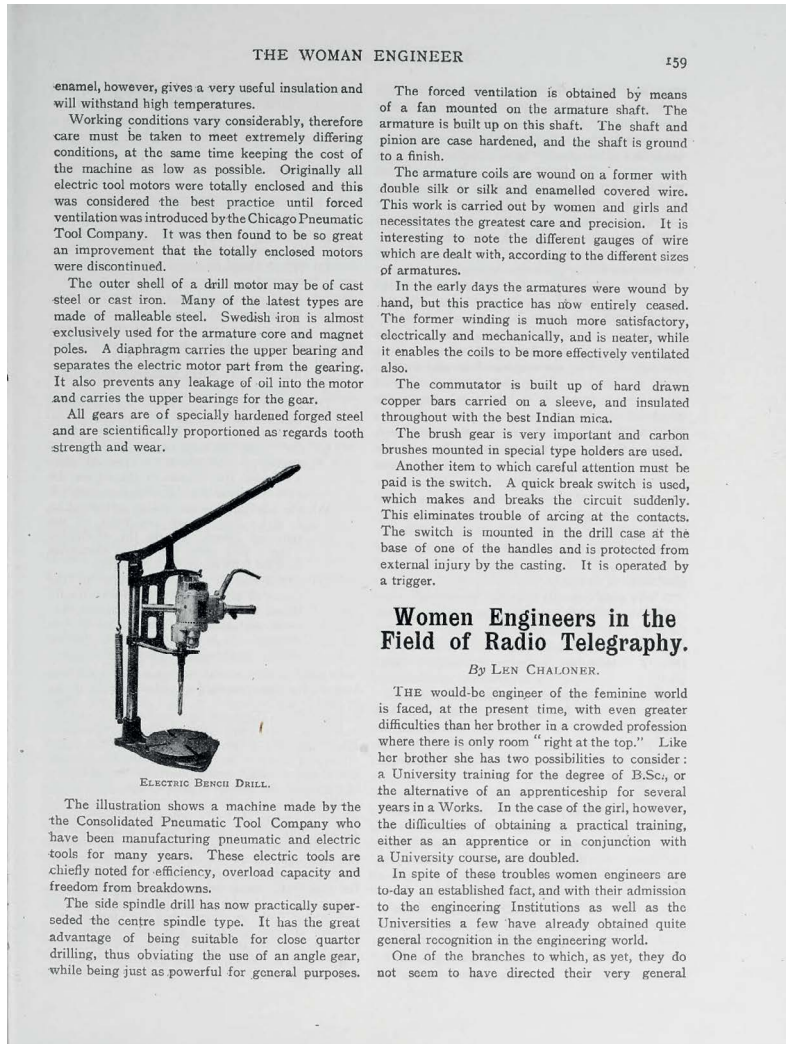 THE WOMAN ENGINEER
159
enamel, however, gives a very useful insulation and
will withstand high temperatures.
Working conditions vary considerably, therefore
care must be taken to meet extremely differing
conditions, at the same time keeping the cost of
the machine as low as possible. Originally all
electric tool motors were totally enclosed and this
was considered the best practice until forced
ventilation was introduced by the Chicago Pneumatic
Tool Company. It was then found to be so great
an improvement that the totally enclosed motors
were discontinued.
The outer shell of a drill motor may be of cast
steel or cast iron. Many of the latest types are
made of malleable steel. Swedish iron is almost
exclusively used for the armature core and magnet
poles. A diaphragm carries the upper bearing and
separates the electric motor part from the gearing.
It also prevents any leakage of oil into the motor
and carries the upper bearings for the gear.
All gears are of specially hardened forged steel
and are scientifically proportioned as regards tooth
strength and wear.
ELECTRIC BENCH DRILL.
The illustration shows a machine made by the
the Consolidated Pneumatic Tool Company who
have been manufacturing pneumatic and electric
tools for many years. These electric tools are
chiefly noted for efficiency, overload capacity and
freedom from breakdowns.
The side spindle drill has now practically super-
seded the centre spindle type. It has the great
advantage of being suitable for close quarter
drilling, thus obviating the use of an angle gear,
while being just as powerful for general purposes.
The forced ventilation is obtained by means
of a fan mounted on the armature shaft. The
armature is built up on this shaft. The shaft and
pinion are case hardened, and the shaft is ground
to a finish.
The armature coils are wound on a former with
double silk or silk and enamelled covered wire.
This work is carried out by women and girls and
necessitates the greatest care and precision. It is
interesting to note the different gauges of wire
which are dealt with, according to the different sizes
of armatures.
In the early days the armatures were wound by
hand, but this practice has now entirely ceased.
The former winding is much more satisfactory,
electrically and mechanically, and is neater, while
it enables the coils to be more effectively ventilated
also.
The commutator is built up of hard drawn
copper bars carried on a sleeve, and insulated
throughout with the best Indian mica.
The brush gear is very important and carbon
brushes mounted in special type holders are used.
Another item to which careful attention must be
paid is the switch. A quick break switch is used,
which makes and breaks the circuit suddenly.
This eliminates trouble of arcing at the contacts.
The switch is mounted in the drill case at the
base of one of the handles and is protected from
external injury by the casting. It is operated by
a trigger.
Women Engineers in the
Field of Radio Telegraphy.
By LEN CHALONER.
THE would-be engineer of the feminine world
is faced, at the present time, with even greater
difficulties than her brother in a crowded profession
where there is only room “ right at the top.” Like
her brother she has two possibilities to consider :
a University training for the degree of B.Sc., or
the alternative of an apprenticeship for several
years in a Works. In the case of the girl, however,
the difficulties of obtaining a practical training,
either as an apprentice or in conjunction with
a University course, are doubled.
In spite of these troubles women engineers are
to-day an established fact, and with their admission
to the engineering Institutions as well as the
Universities a few have already obtained quite
general recognition in the engineering world.
One of the branches to which, as yet, they do
not seem to have directed their very general